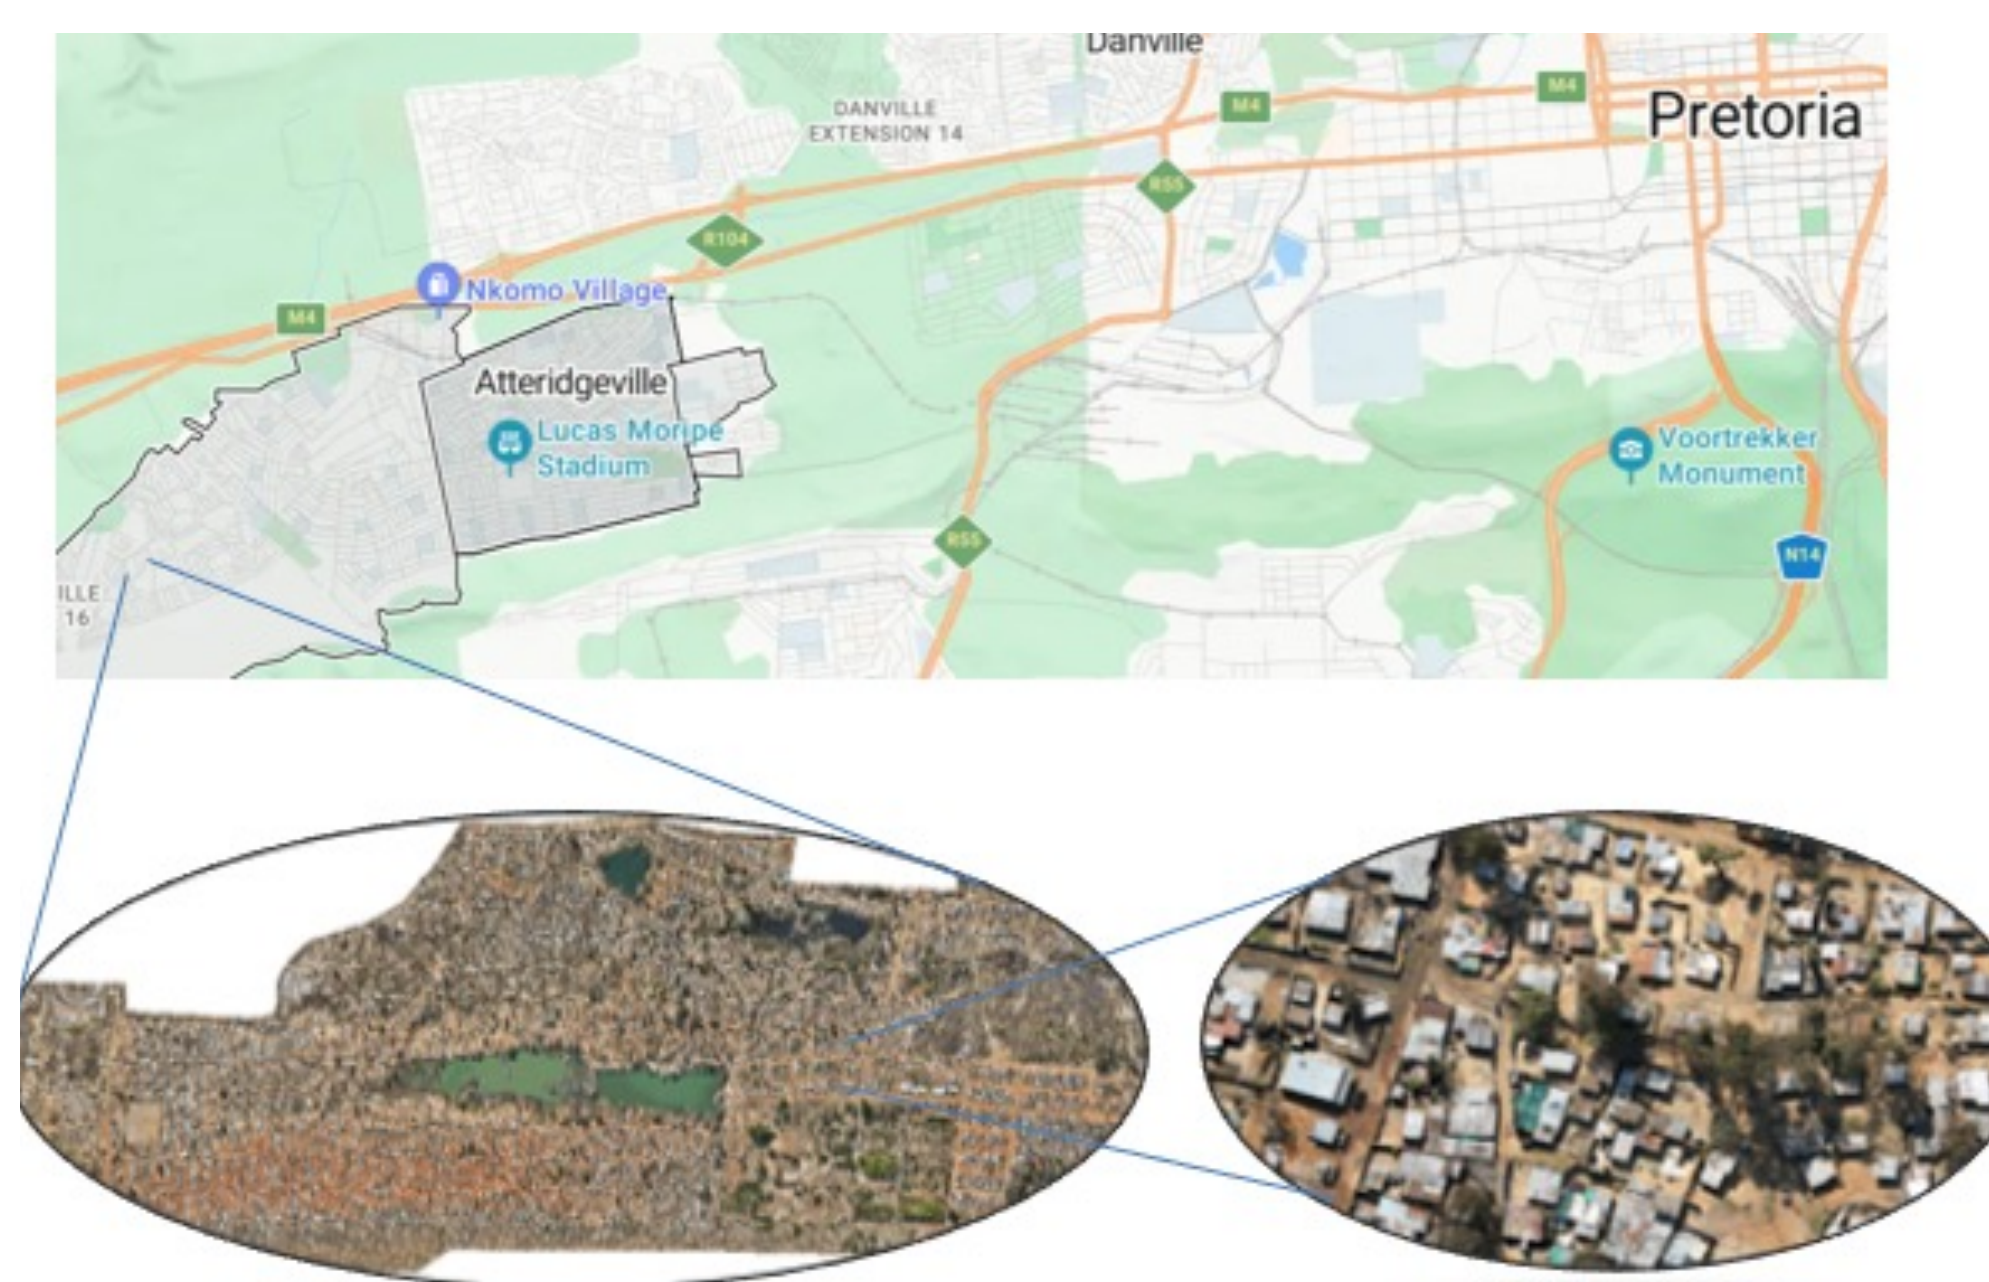 Danville
M4
M4
DANVILLE
EXTENSION 14
Pretoria
R55
R104
Nkomo Village
M4
Atteridgeville
Lucas Moripe
Stadium
Voortrekker
Monument
R55
N14
ILLE
16